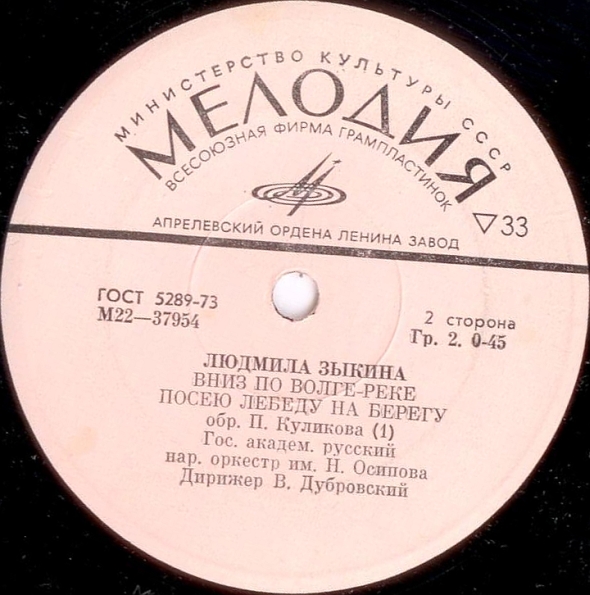 МИНИСТЕРСТВО КУЛЬТУРЫ СССР
МЕЛОДИЯ
ВСЕСОЮЗНАЯ ФИРМА ГРАМПЛАСТИНОК
АПРЕЛЕВСКИЙ ОРДЕНА ЛЕНИНА ЗАВОД
▽33
ГОСТ 5289-73
М22—37954
2 сторона
Гр. 2. 0-45
ЛЮДМИЛА ЗЫКИНА
ВНИЗ ПО ВОЛГЕ-РЕКЕ
ПОСЕЮ ЛЕБЕДУ НА БЕРЕГУ
обр. П. Куликова (1)
Гос. академ. русский
нар. оркестр им. Н. Осипова
Дирижер В. Дубровский